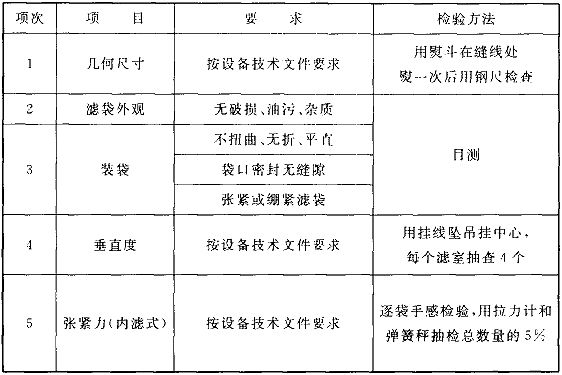 项次 项目 要求 检验方法
1 几何尺寸 按设备技术文件要求 用熨斗在缝线处
熨一次后用钢尺检查
2 滤袋外观 无破损、油污、杂质 目测
3 装袋 不扭曲、无折、平直
袋口密封无缝隙
张紧或绷紧滤袋
4 垂直度 按设备技术文件要求 用挂线坠吊挂中心,
每个滤室抽查4个
5 张紧力(内滤式) 按设备技术文件要求 逐袋手感检验,用拉力计和
弹簧秤抽检总数量的5%